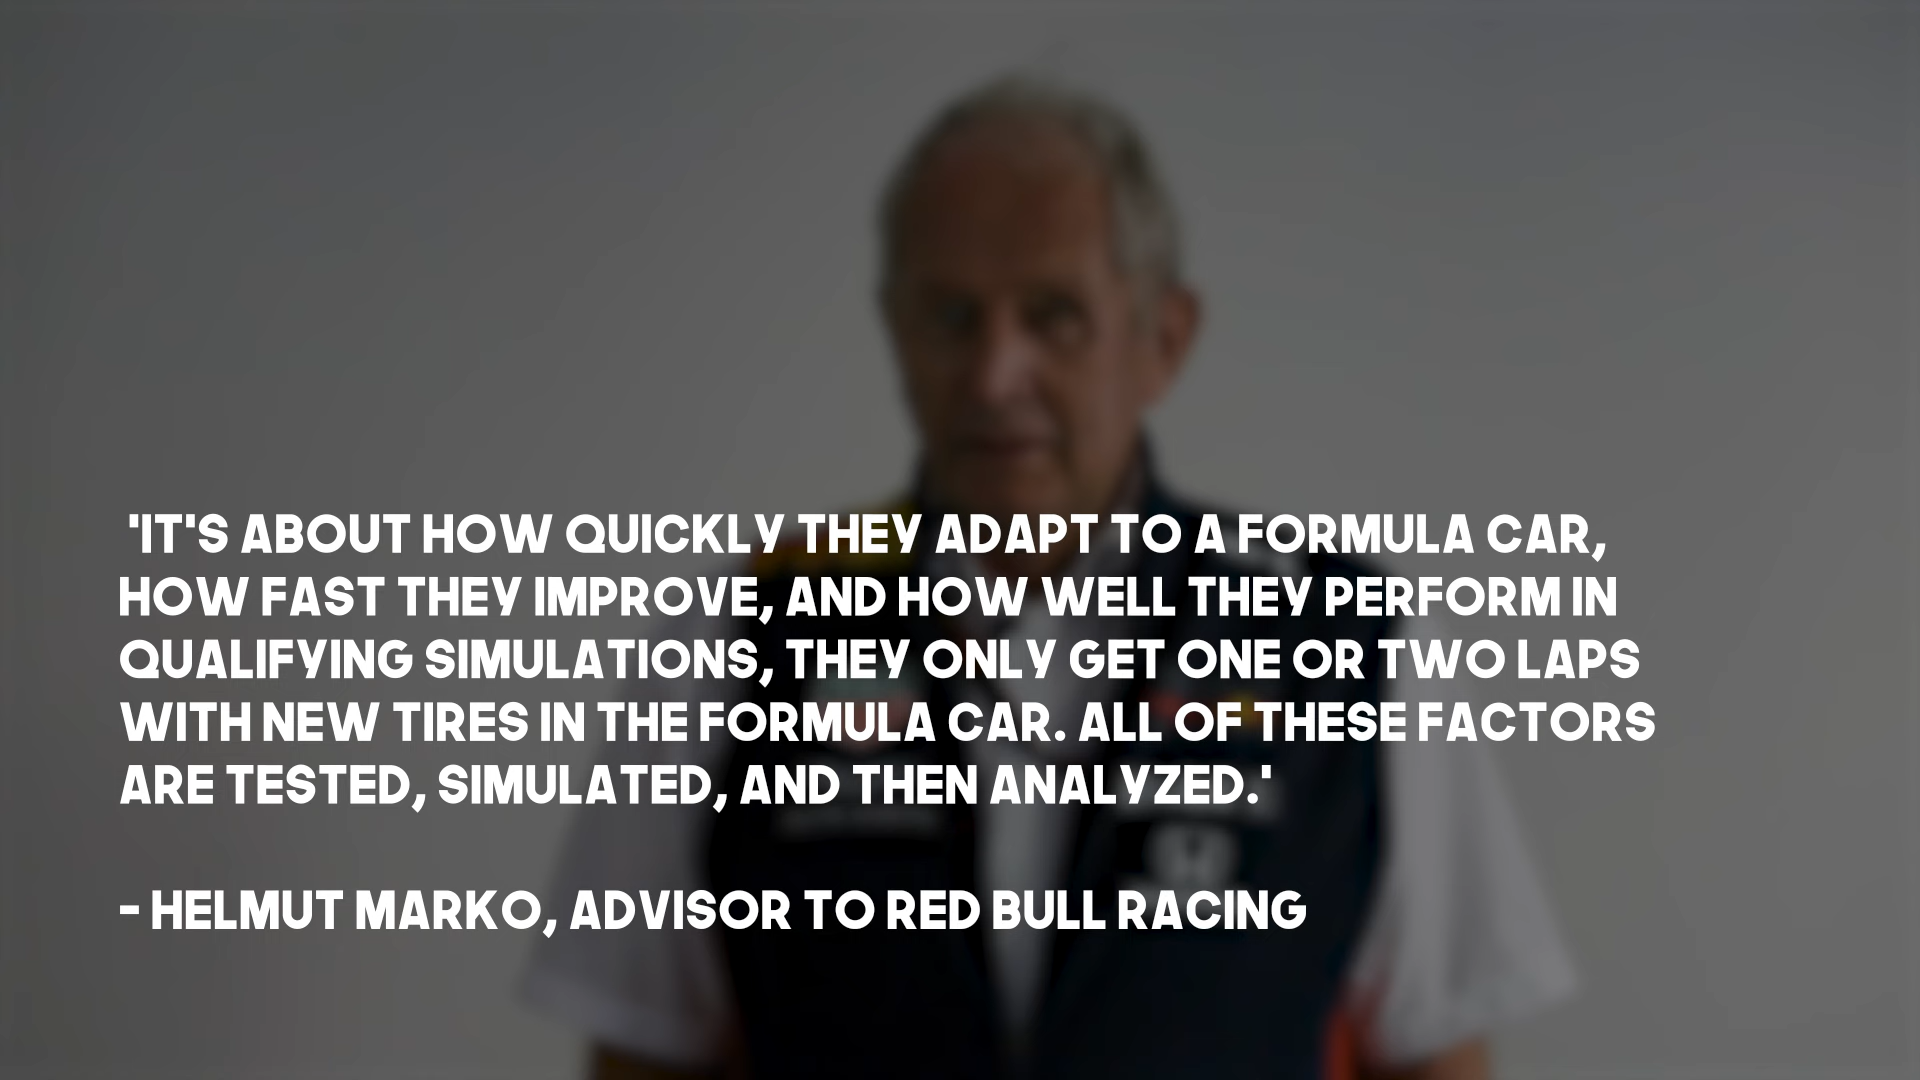 'IT'S ABOUT HOW QUICKLY THEY ADAPT TO A FORMULA CAR,
HOW FAST THEY IMPROVE, AND HOW WELL THEY PERFORM IN
QUALIFYING SIMULATIONS, THEY ONLY GET ONE OR TWO LAPS
WITH NEW TIRES IN THE FORMULA CAR. ALL OF THESE FACTORS
ARE TESTED, SIMULATED, AND THEN ANALYZED.'
- HELMUT MARKO, ADVISOR TO RED BULL RACING